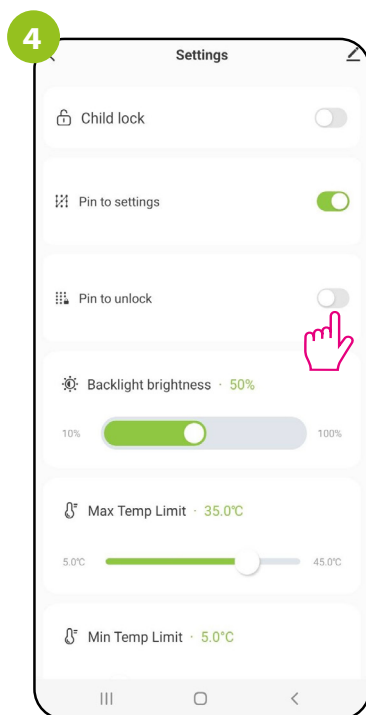 4
Settings
Child lock
Pin to settings
Pin to unlock
Backlight brightness · 50%
10% 100%
Max Temp Limit · 35.0℃
5.0℃ 45.0℃
Min Temp Limit · 5.0°C